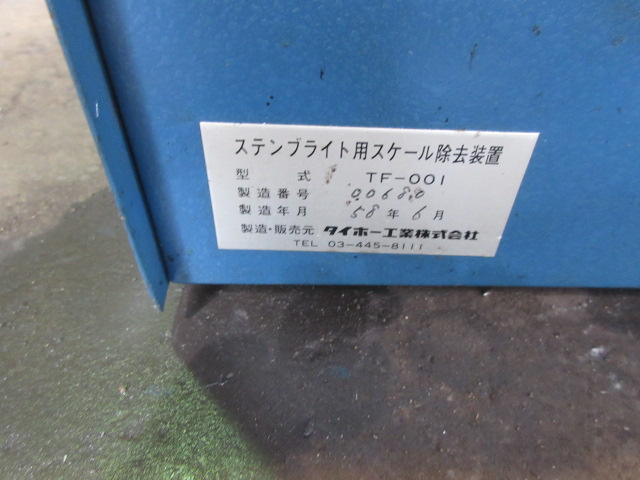 ステンブライト用スケール除去装置
型式 TF-001
製造番号 00680
製造年月 58年6月
製造・販売元 タイホー工業株式会社
TEL 03-445-8111